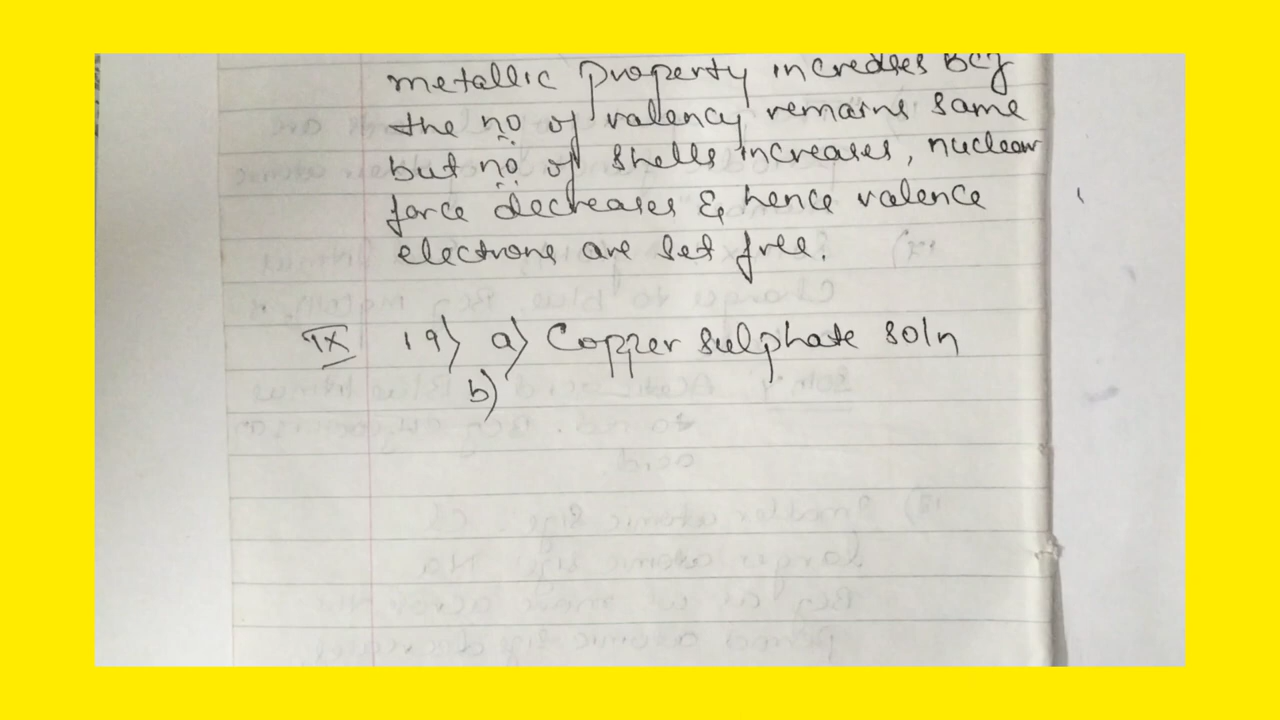 metallic property increases bcz
the no of valency remains same
but no of shells increases, nuclear
force decreases & hence valence
electrons are set free.
IX 19) a) Copper sulphate soln
b)